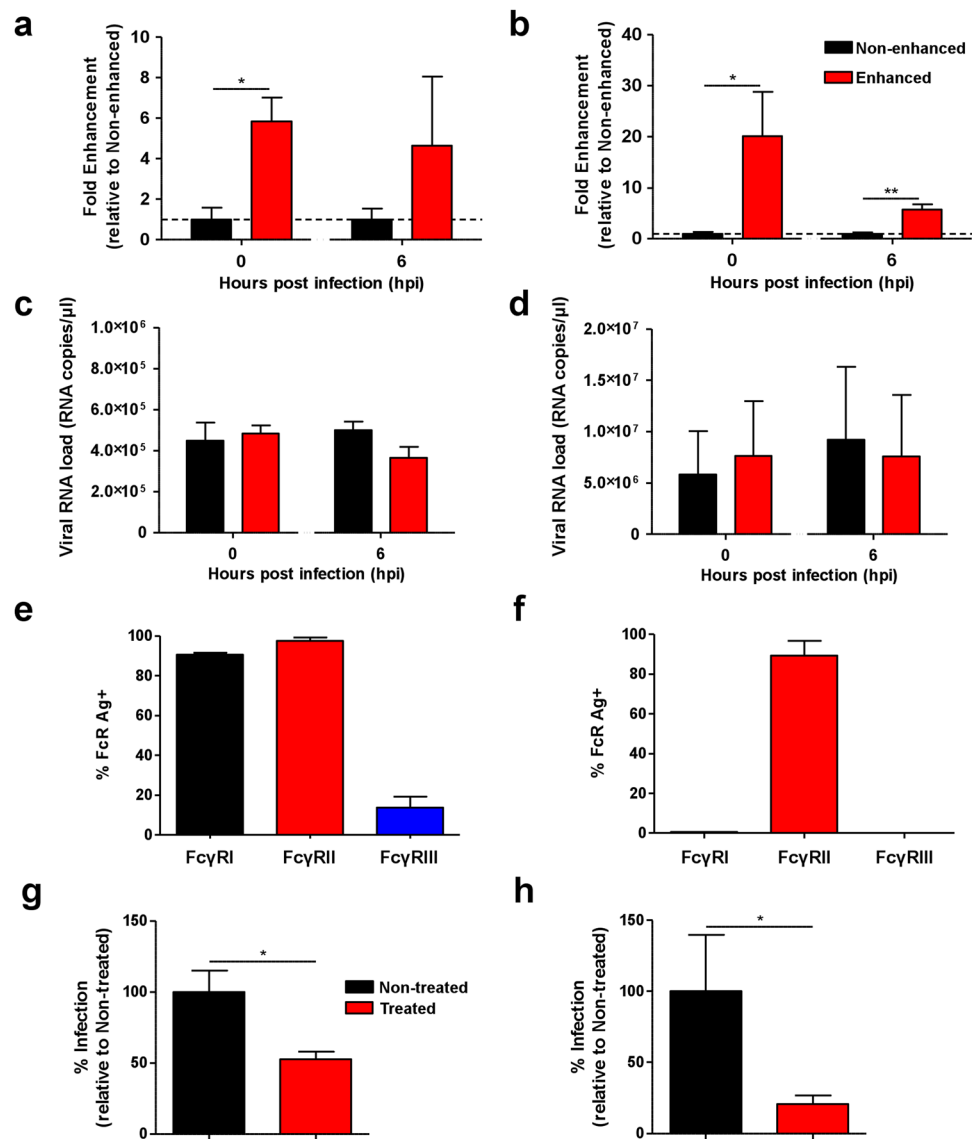 a
Fold Enhancement
(relative to Non-enhanced)
10
8
6
4
2
0
*
0
6
Hours post infection (hpi)
b
Fold Enhancement
(relative to Non-enhanced)
40
30
20
10
0
*
**
Non-enhanced
Enhanced
0
6
Hours post infection (hpi)
c
Viral RNA load (RNA copies/µl)
1.0×10⁶
8.0×10⁵
6.0×10⁵
4.0×10⁵
2.0×10⁵
0
0
6
Hours post infection (hpi)
d
Viral RNA load (RNA copies/µl)
2.0×10⁷
1.5×10⁷
1.0×10⁷
5.0×10⁶
0
0
6
Hours post infection (hpi)
e
% FcR Ag+
100
80
60
40
20
0
FcγRI
FcγRII
FcγRIII
f
% FcR Ag+
100
80
60
40
20
0
FcγRI
FcγRII
FcγRIII
g
% Infection
(relative to Non-treated)
150
100
50
0
*
Non-treated
Treated
h
% Infection
(relative to Non-treated)
150
100
50
0
*